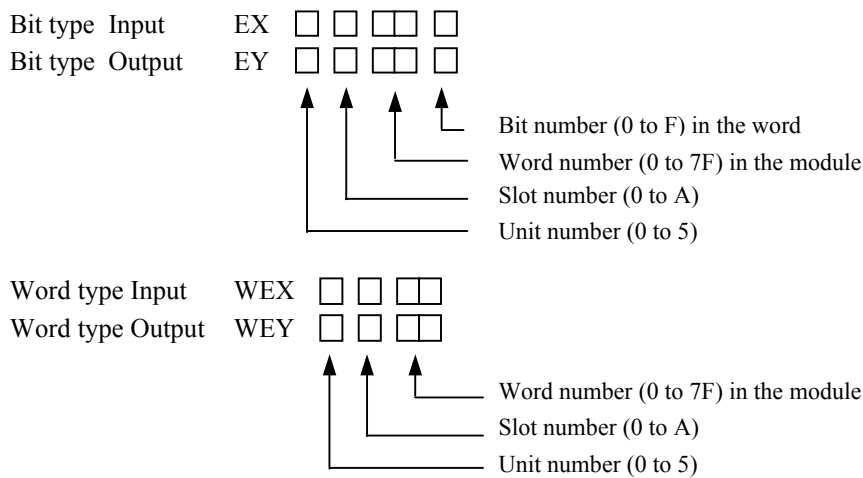 Bit type Input EX
Bit type Output EY
Bit number (0 to F) in the word
Word number (0 to 7F) in the module
Slot number (0 to A)
Unit number (0 to 5)
Word type Input WEX
Word type Output WEY
Word number (0 to 7F) in the module
Slot number (0 to A)
Unit number (0 to 5)